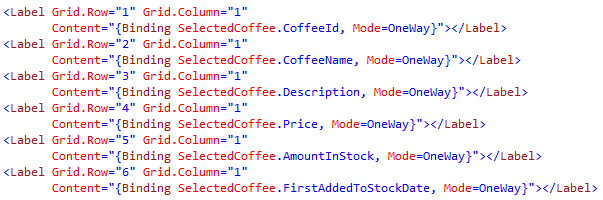 <Label Grid.Row="1" Grid.Column="1"
Content="{Binding SelectedCoffee.CoffeeId, Mode=OneWay}"></Label>
<Label Grid.Row="2" Grid.Column="1"
Content="{Binding SelectedCoffee.CoffeeName, Mode=OneWay}"></Label>
<Label Grid.Row="3" Grid.Column="1"
Content="{Binding SelectedCoffee.Description, Mode=OneWay}"></Label>
<Label Grid.Row="4" Grid.Column="1"
Content="{Binding SelectedCoffee.Price, Mode=OneWay}"></Label>
<Label Grid.Row="5" Grid.Column="1"
Content="{Binding SelectedCoffee.AmountInStock, Mode=OneWay}"></Label>
<Label Grid.Row="6" Grid.Column="1"
Content="{Binding SelectedCoffee.FirstAddedToStockDate, Mode=OneWay}"></Label>